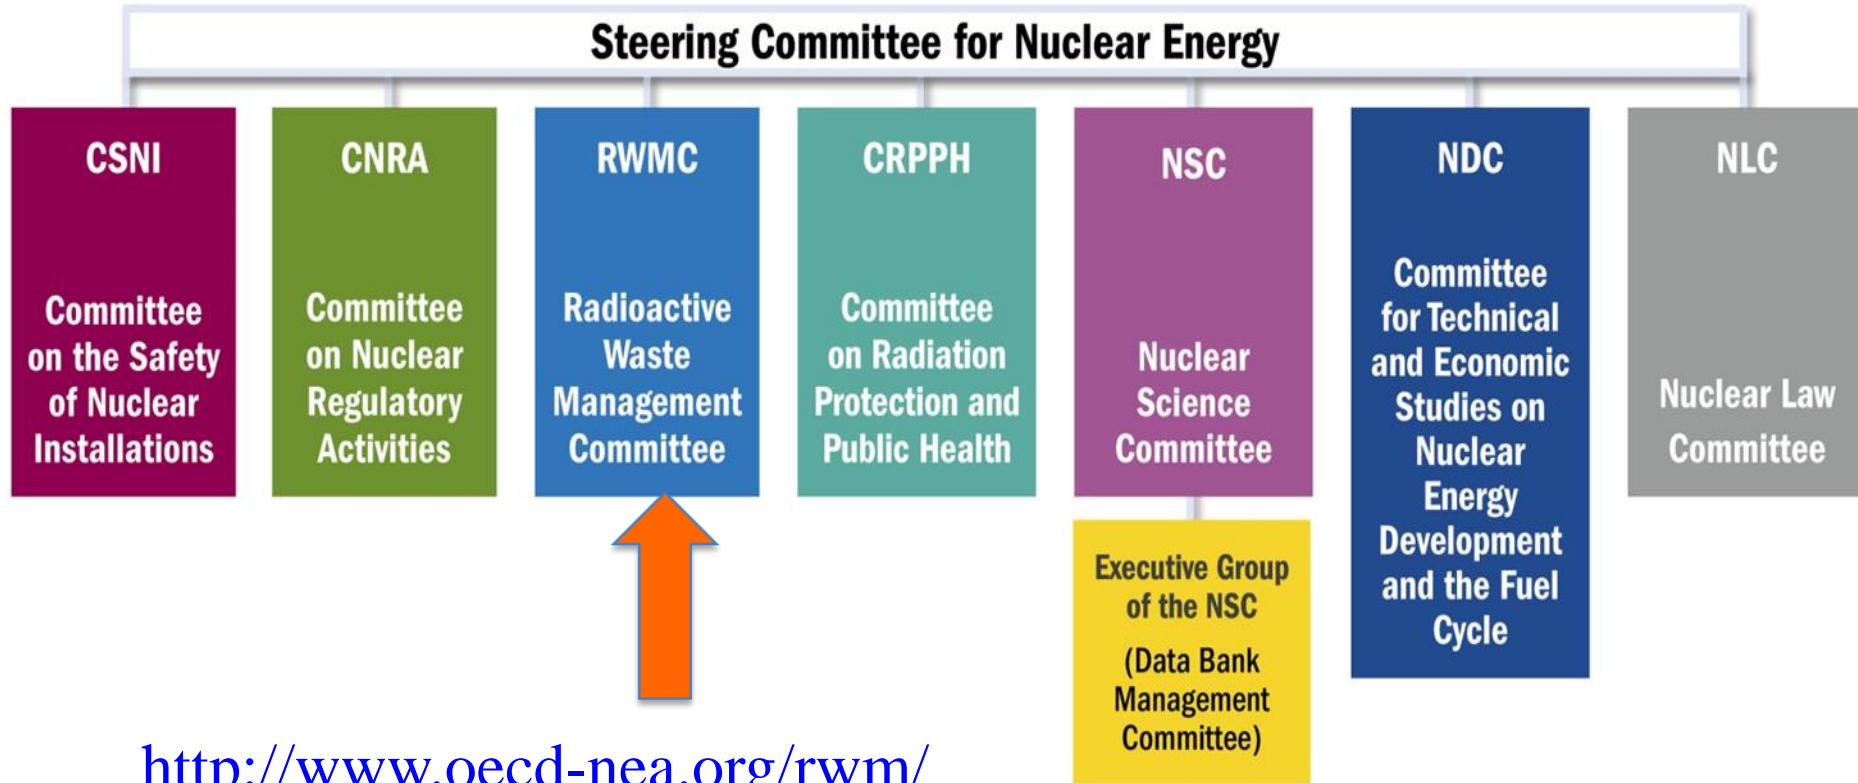 Steering Committee for Nuclear Energy
CSNI
Committee
on the Safety
of Nuclear
Installations
CNRA
Committee
on Nuclear
Regulatory
Activities
RWMC
Radioactive
Waste
Management
Committee
CRPPH
Committee
on Radiation
Protection and
Public Health
NSC
Nuclear
Science
Committee
Executive Group
of the NSC
(Data Bank
Management
Committee)
NDC
Committee
for Technical
and Economic
Studies on
Nuclear
Energy
Development
and the Fuel
Cycle
NLC
Nuclear Law
Committee
http://www.oecd-nea.org/rwm/